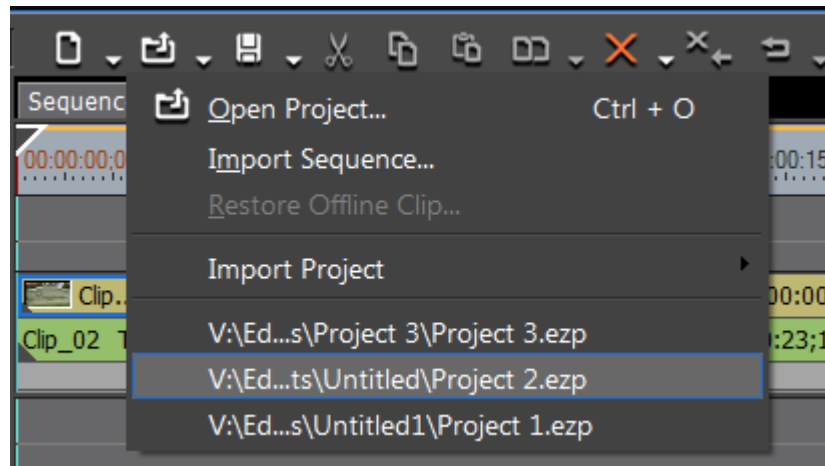 Sequenc
Open Project... Ctrl + O
00:00:00;0
:00:15
Import Sequence...
Restore Offline Clip...
Import Project
Clip..
00:00
V:\Ed...s\Project 3\Project 3.ezp
Clip_02 T
:23;1
V:\Ed...ts\Untitled\Project 2.ezp
V:\Ed...s\Untitled1\Project 1.ezp